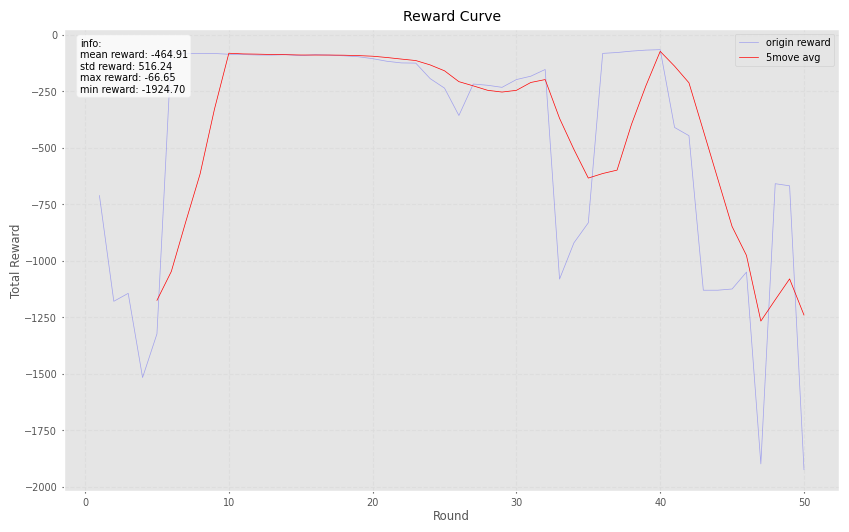 Reward Curve
info:
mean reward: -464.91
std reward: 516.24
max reward: -66.65
min reward: -1924.70
origin reward
5move avg
Total Reward
0
−250
−500
−750
−1000
−1250
−1500
−1750
−2000
0 10 20 30 40 50
Round